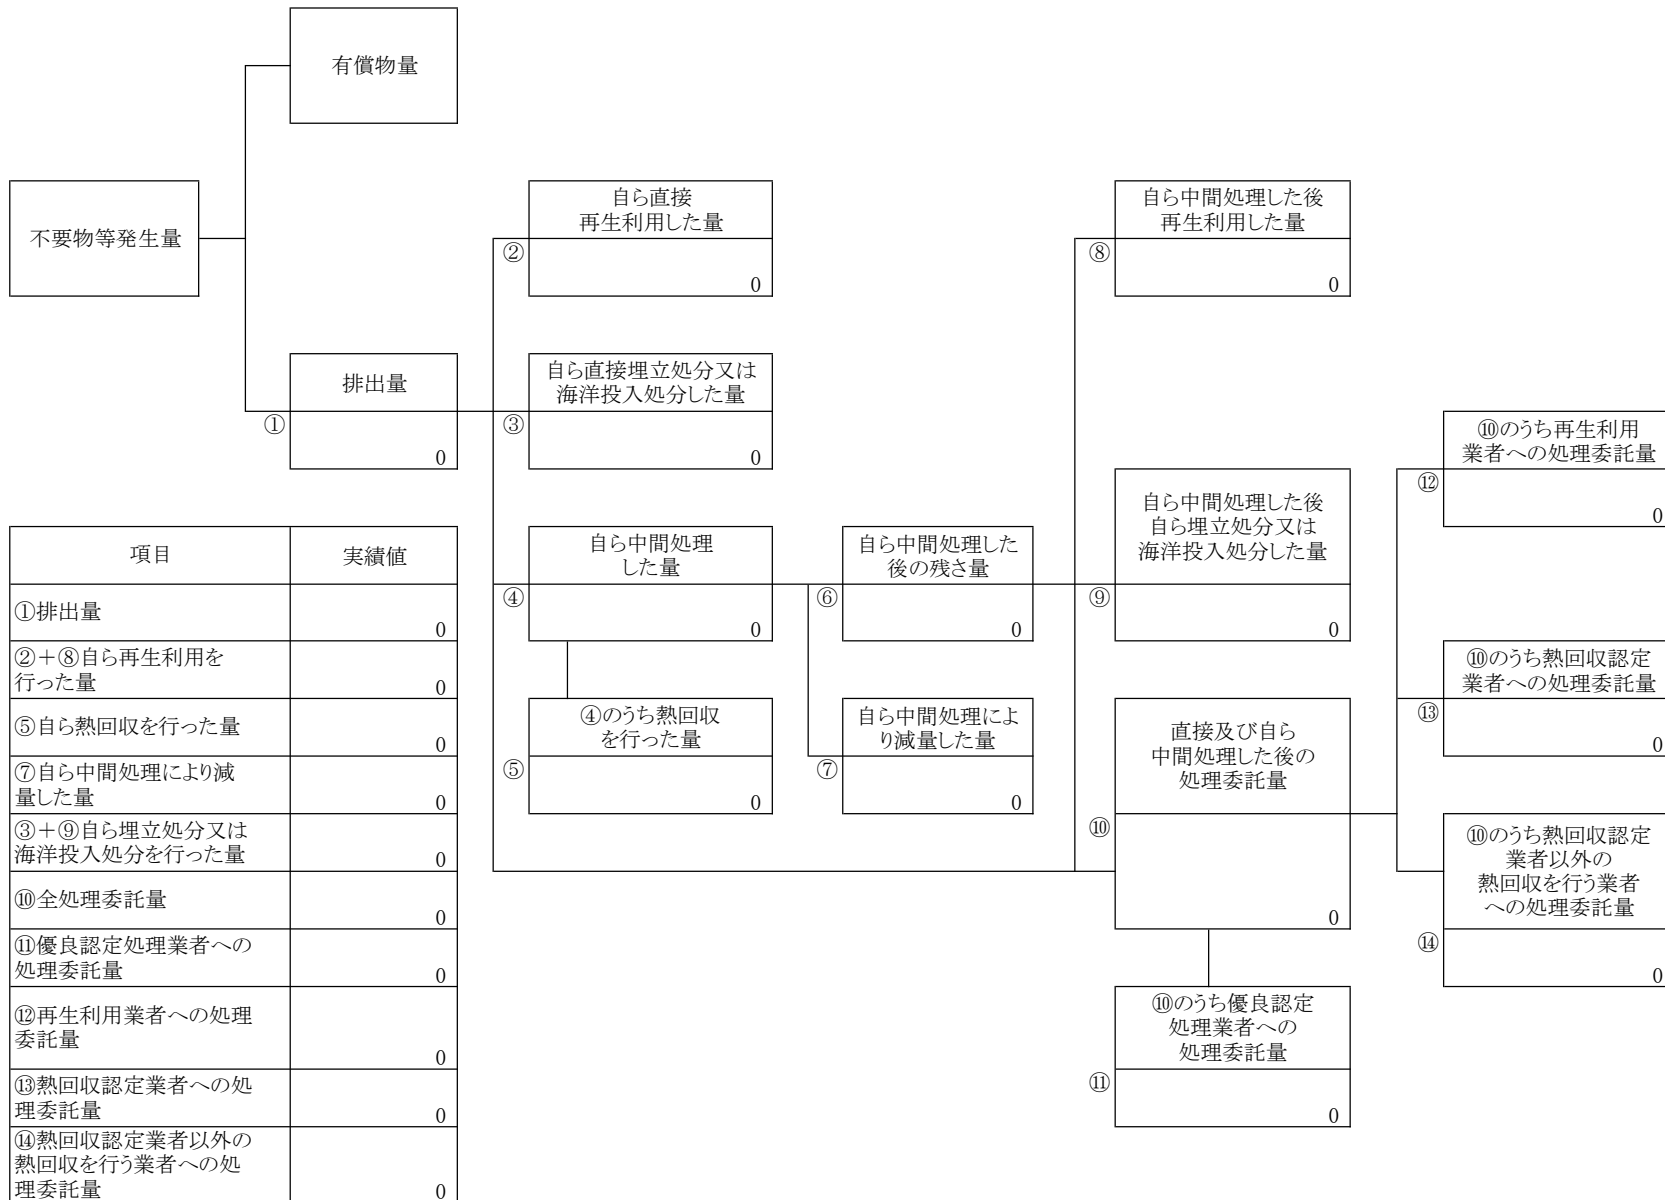 有償物量
不要物等発生量
自ら直接
再生利用した量
②
0
自ら中間処理した後
再生利用した量
⑧
0
排出量
①
0
自ら直接埋立処分又は
海洋投入処分した量
③
0
⑩のうち再生利用
業者への処理委託量
⑫
0
自ら中間処理
した量
④
0
自ら中間処理した
後の残さ量
⑥
0
自ら中間処理した後
自ら埋立処分又は
海洋投入処分した量
⑨
0
⑩のうち熱回収認定
業者への処理委託量
⑬
0
④のうち熱回収
を行った量
⑤
0
自ら中間処理によ
り減量した量
⑦
0
直接及び自ら
中間処理した後の
処理委託量
⑩
0
⑩のうち熱回収認定
業者以外の
熱回収を行う業者
への処理委託量
⑭
0
⑩のうち優良認定
処理業者への
処理委託量
⑪
0
項目 実績値
①排出量
0
②+⑧自ら再生利用を
行った量
0
⑤自ら熱回収を行った量
0
⑦自ら中間処理により減
量した量
0
③+⑨自ら埋立処分又は
海洋投入処分を行った量
0
⑩全処理委託量
0
⑪優良認定処理業者への
処理委託量
0
⑫再生利用業者への処理
委託量
0
⑬熱回収認定業者への処
理委託量
0
⑭熱回収認定業者以外の
熱回収を行う業者への処
理委託量
0